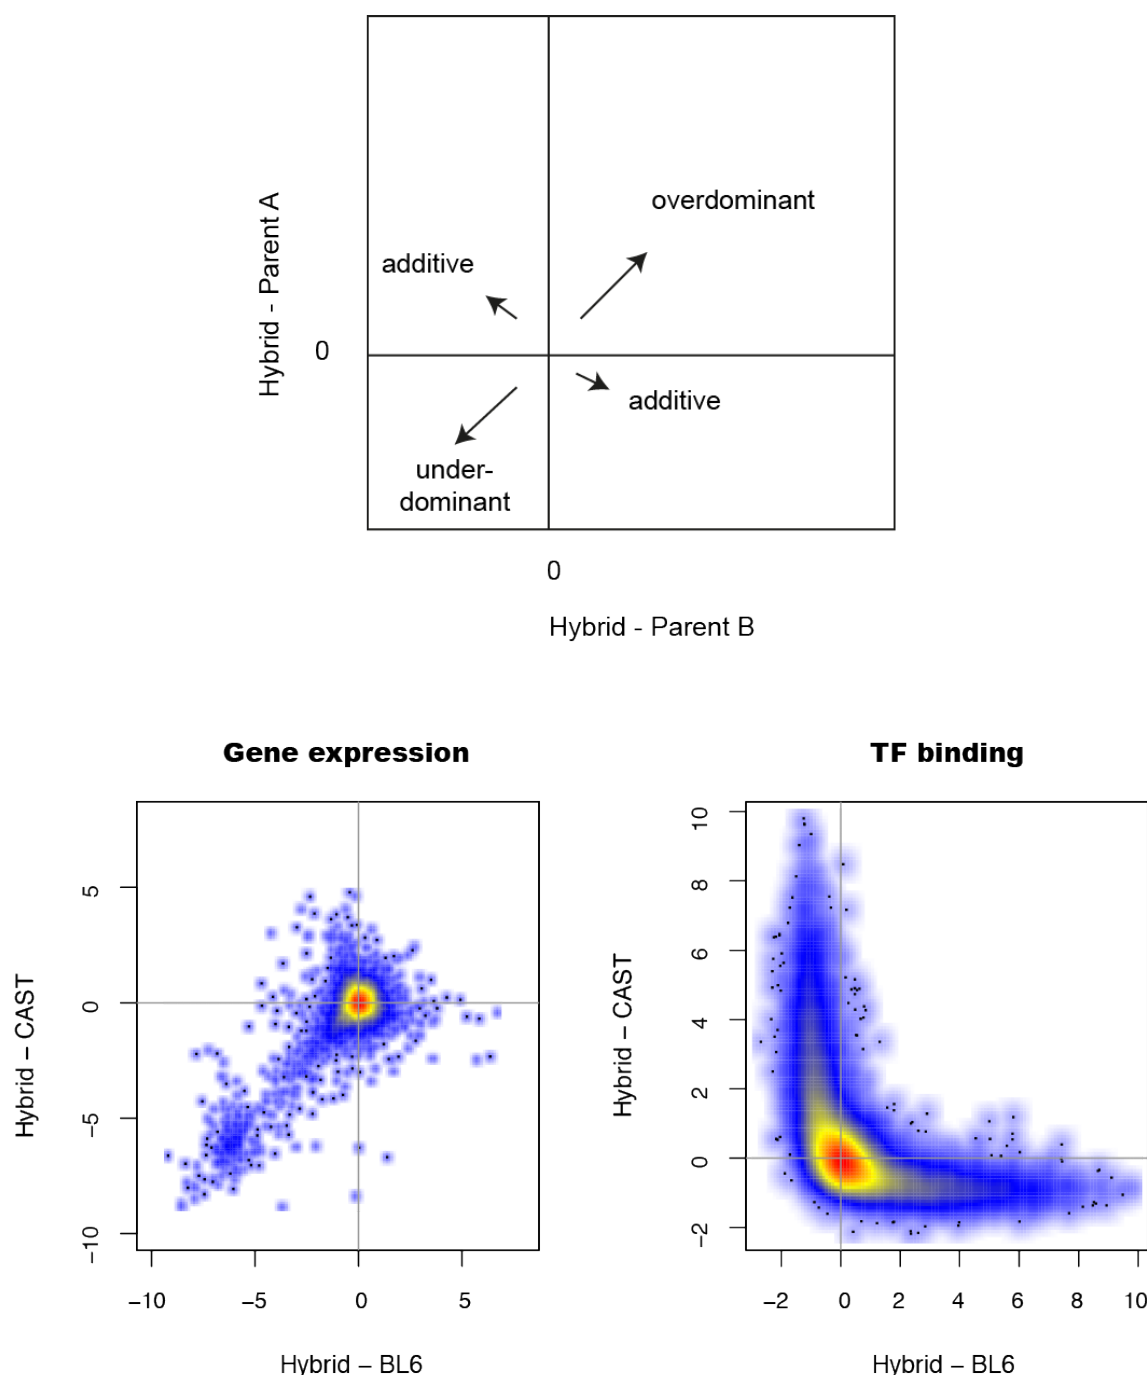 overdominant
additive
Hybrid - Parent A
0
additive
under-
dominant
0
Hybrid - Parent B
Gene expression
TF binding
Hybrid – CAST
5
0
−5
−10
−10
−5
0
5
Hybrid – BL6
Hybrid – CAST
10
8
6
4
2
0
−2
−2
0
2
4
6
8
10
Hybrid – BL6